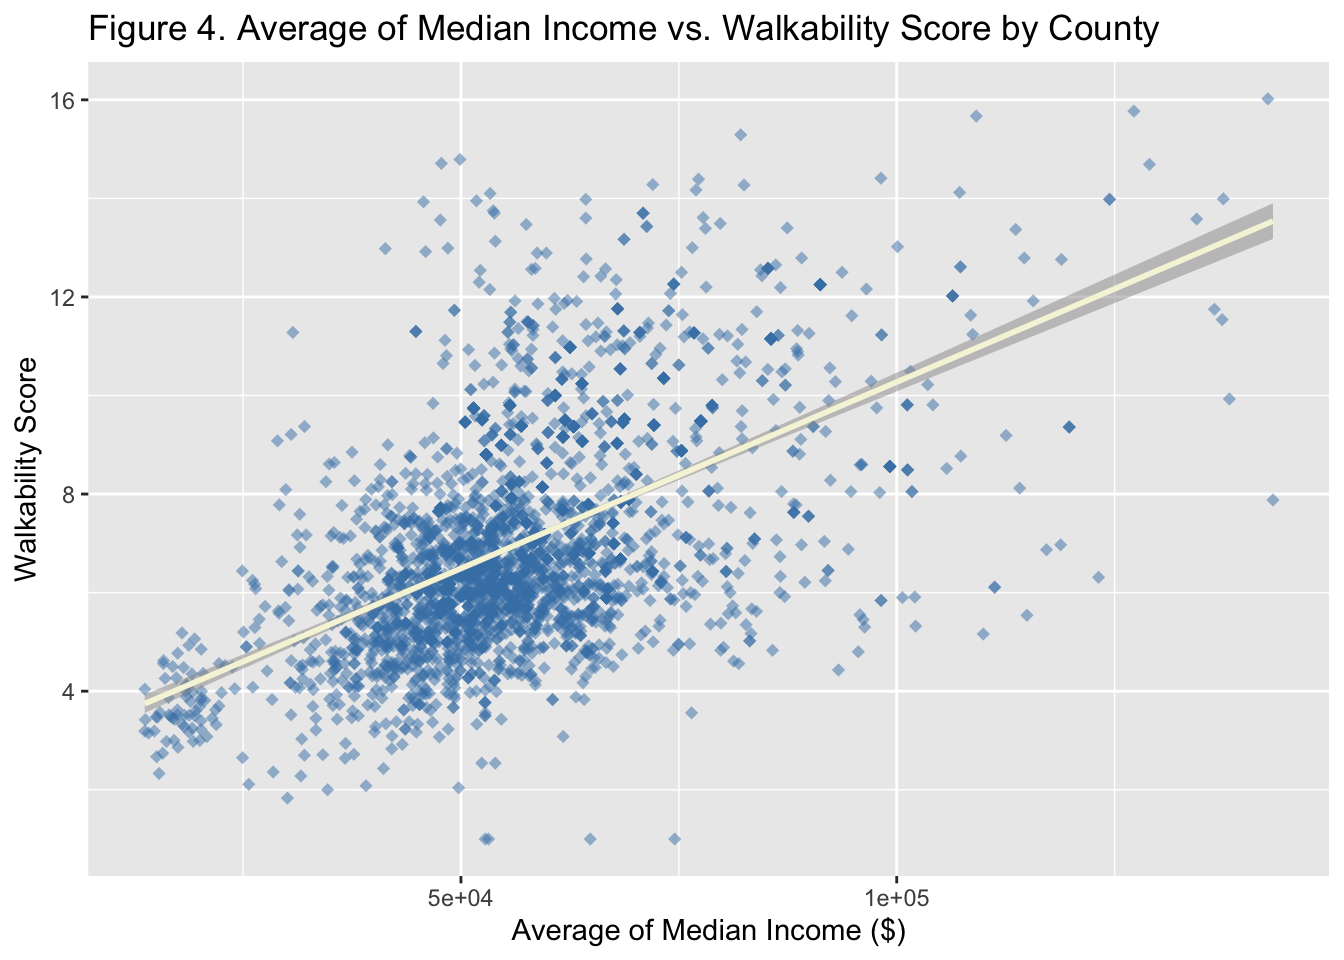 Figure 4. Average of Median Income vs. Walkability Score by County
16
12
8
4
Walkability Score
5e+04
1e+05
Average of Median Income ($)